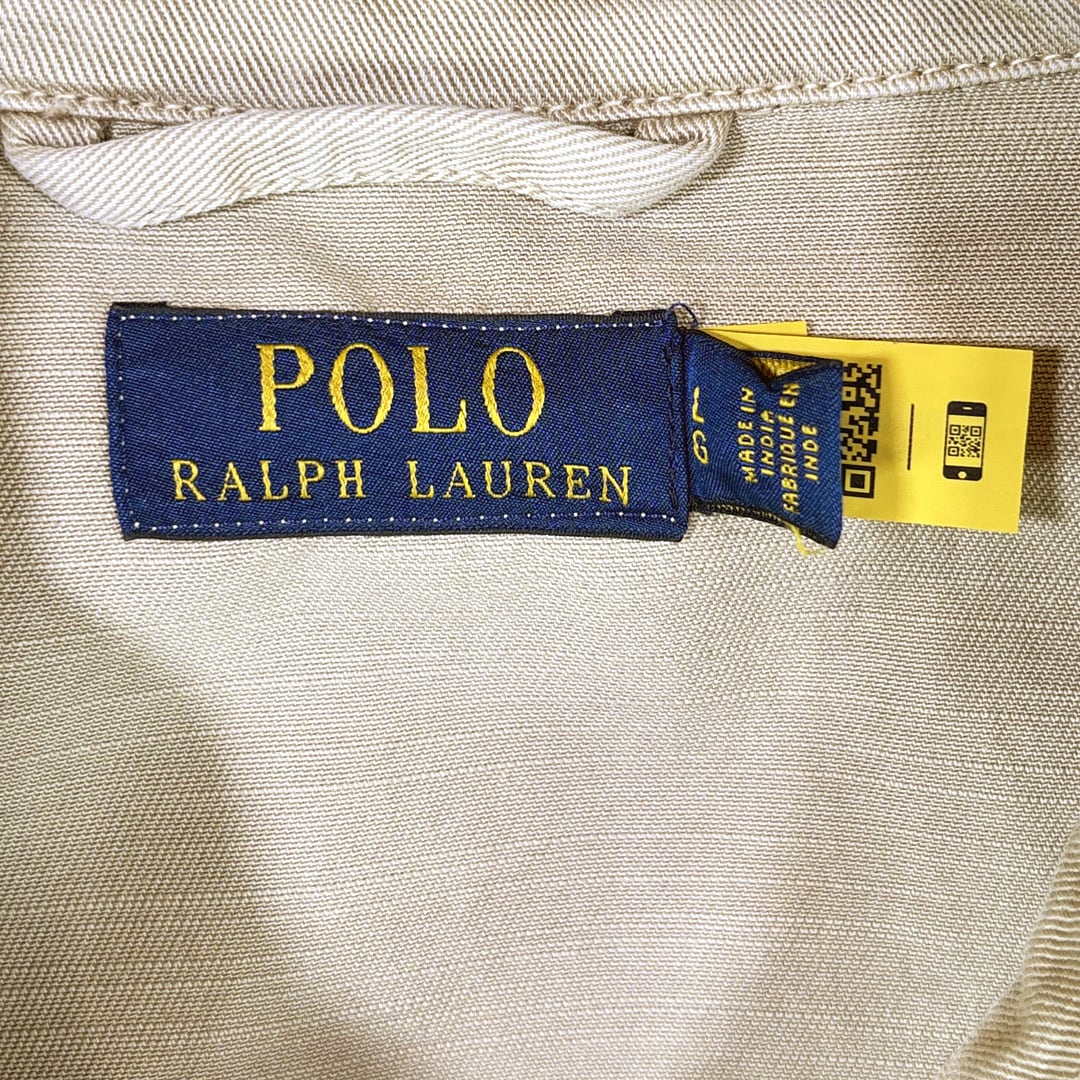 POLO
RALPH LAUREN
MADE IN
INDIA
FABRIQUÉ EN
INDE